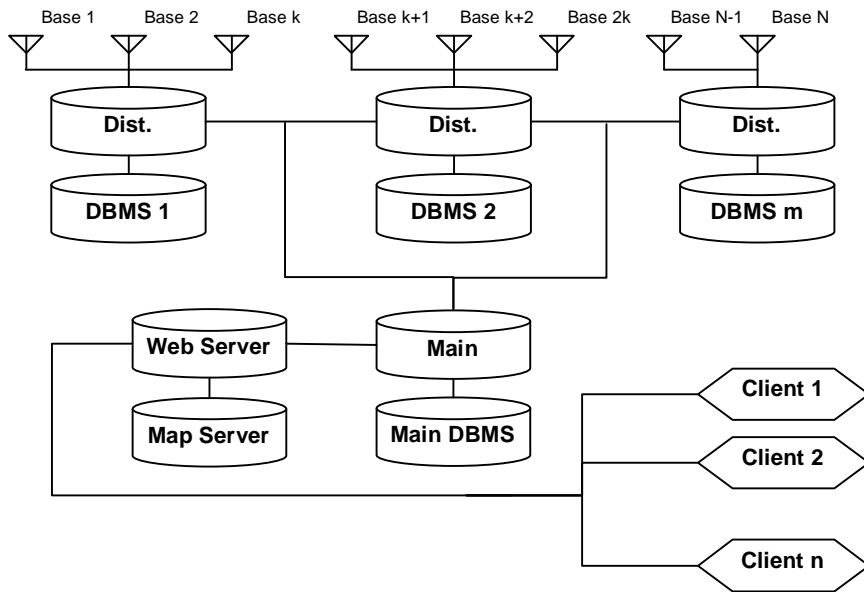 Base 1 Base 2 Base k Base k+1 Base k+2 Base 2k Base N-1 Base N
Dist. Dist. Dist.
DBMS 1 DBMS 2 DBMS m
Web Server Main
Client 1
Map Server Main DBMS
Client 2
Client n